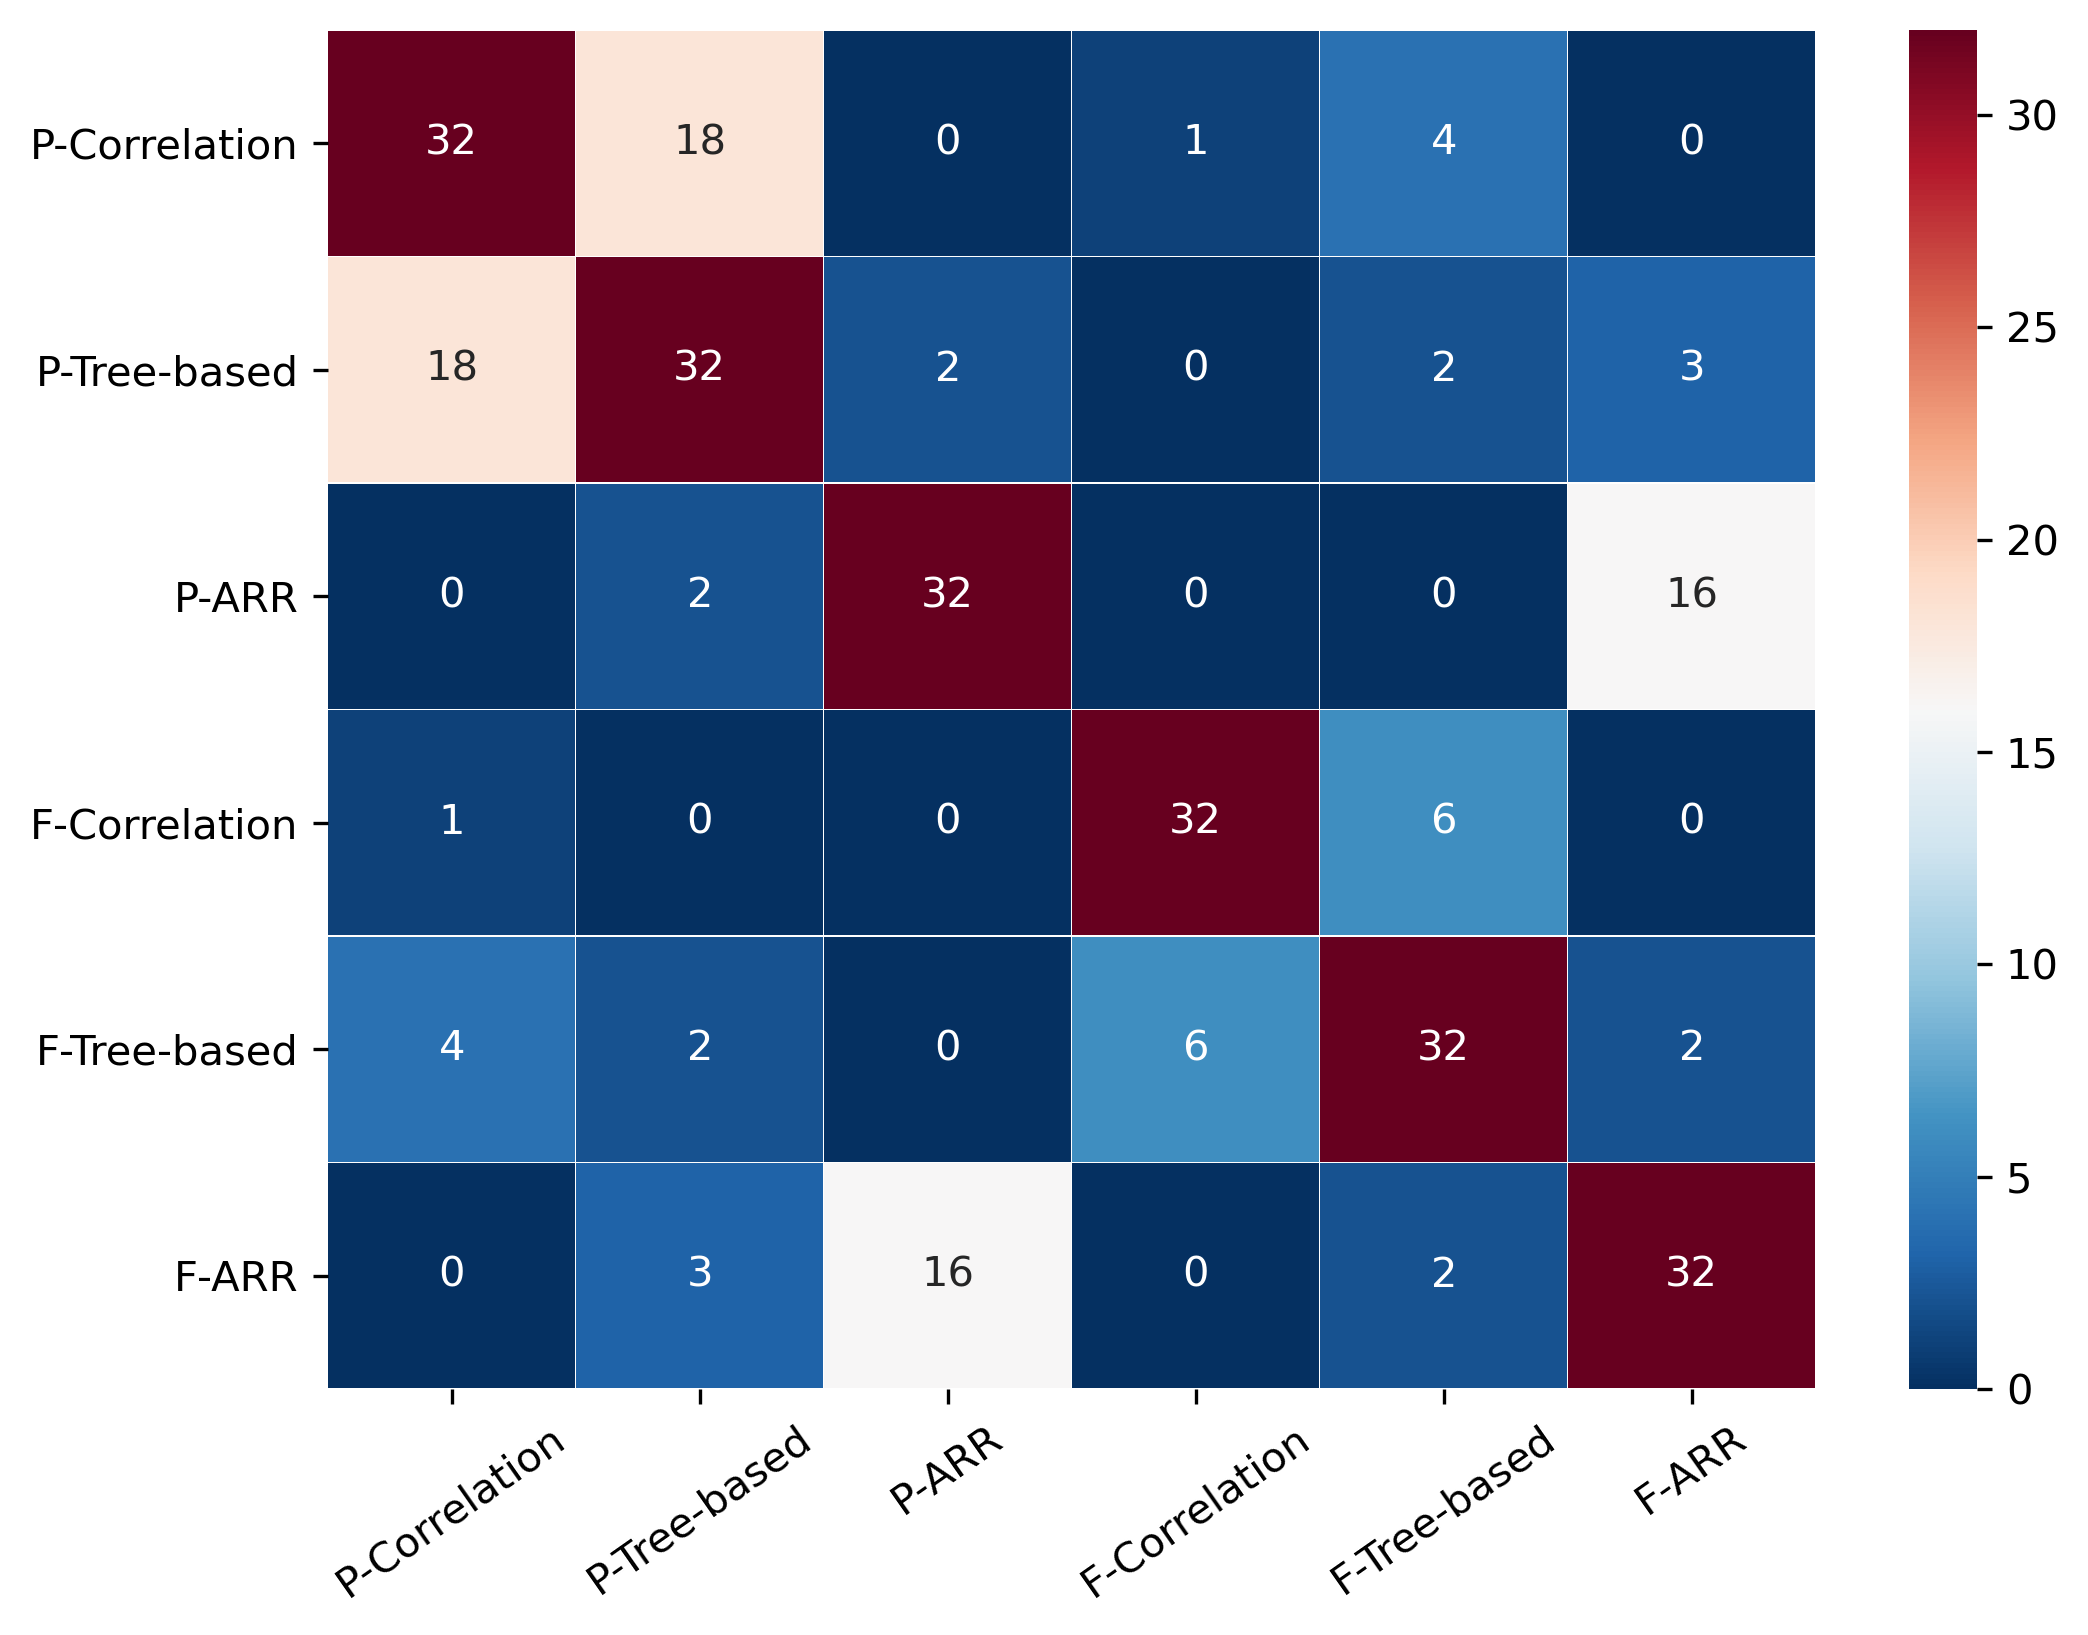 P-Correlation 32 18 0 1 4 0
P-Tree-based 18 32 2 0 2 3
P-ARR 0 2 32 0 0 16
F-Correlation 1 0 0 32 6 0
F-Tree-based 4 2 0 6 32 2
F-ARR 0 3 16 0 2 32
P-Correlation P-Tree-based P-ARR F-Correlation F-Tree-based F-ARR
30
25
20
15
10
5
0